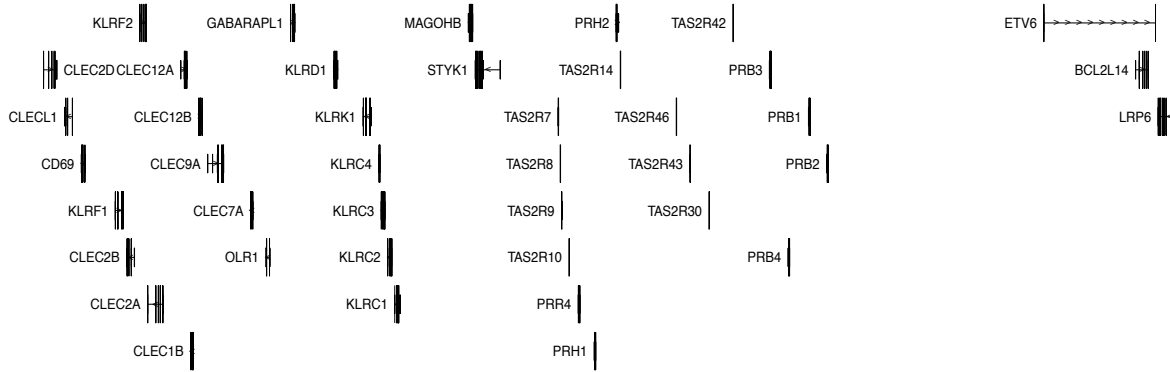 KLRF2 GABARAPL1 MAGOHB PRH2 TAS2R42 ETV6
CLEC2D CLEC12A KLRD1 STYK1 TAS2R14 PRB3 BCL2L14
CLECL1 CLEC12B KLRK1 TAS2R7 TAS2R46 PRB1 LRP6
CD69 CLEC9A KLRC4 TAS2R8 TAS2R43 PRB2
KLRF1 CLEC7A KLRC3 TAS2R9 TAS2R30
CLEC2B OLR1 KLRC2 TAS2R10 PRB4
CLEC2A KLRC1 PRR4
CLEC1B PRH1